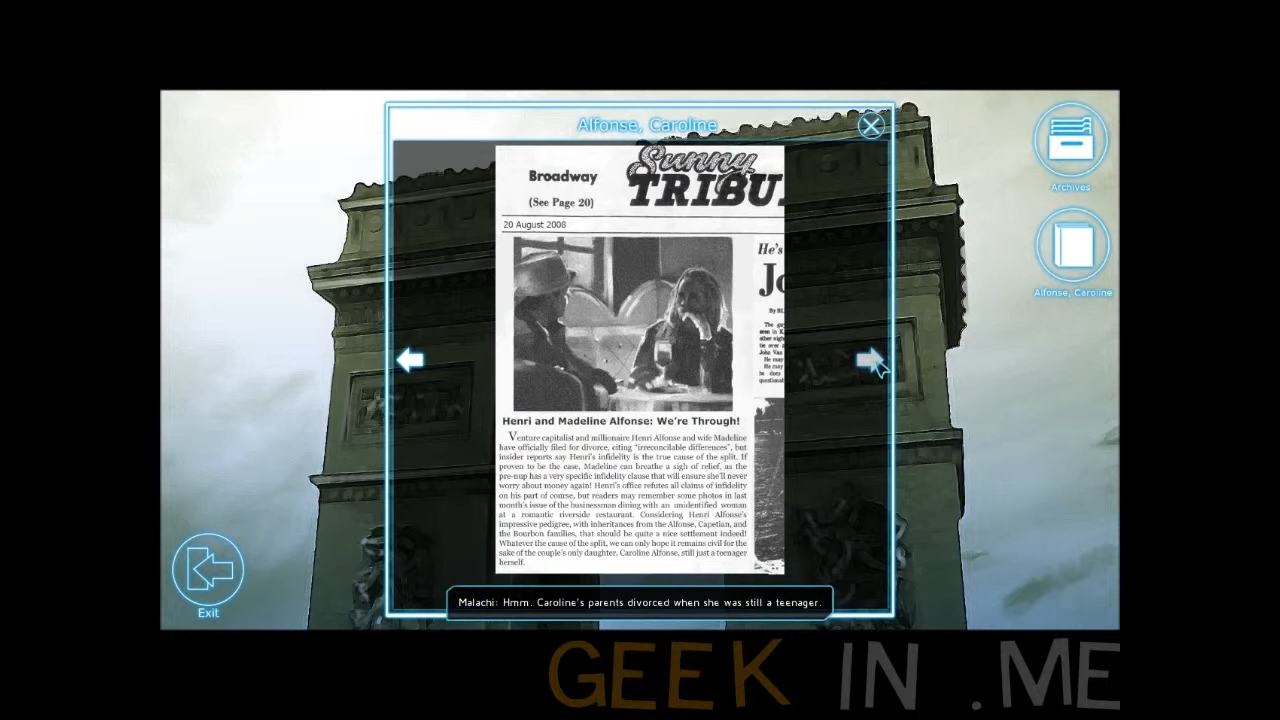 Alfonse, Caroline
Archives
Alfonse, Caroline
Broadway
(See Page 20)
Sunny
TRIBU
20 August 2008
He's
Jo
Henri and Madeline Alfonse: We're Through!
Venture capitalist and millionaire Henri Alfonse and wife Madeline
have officially filed for divorce, citing "irreconcilable differences", but
insider reports say Henri's infidelity is the true cause of the split. If
proven to be the case, Madeline can breathe a sigh of relief, as the
pre-nup has a very specific infidelity clause that will ensure she'll never
worry about money again! Henri's office refutes all claims of infidelity
on his part of course, but readers may remember some photos in last
month's issue of the businessman dining with an unidentified woman
at a romantic riverside restaurant. Considering Henri Alfonse's
impressive pedigree, with inheritances from the Alfonse, Capetian, and
the Bourbon families, that should be quite a nice settlement indeed!
Whatever the cause of the split, we can only hope it remains civil for the
sake of the couple's only daughter, Caroline Alfonse, still just a teenager
herself.
Malachi: Hmm. Caroline's parents divorced when she was still a teenager.
Exit
GEEK IN .ME